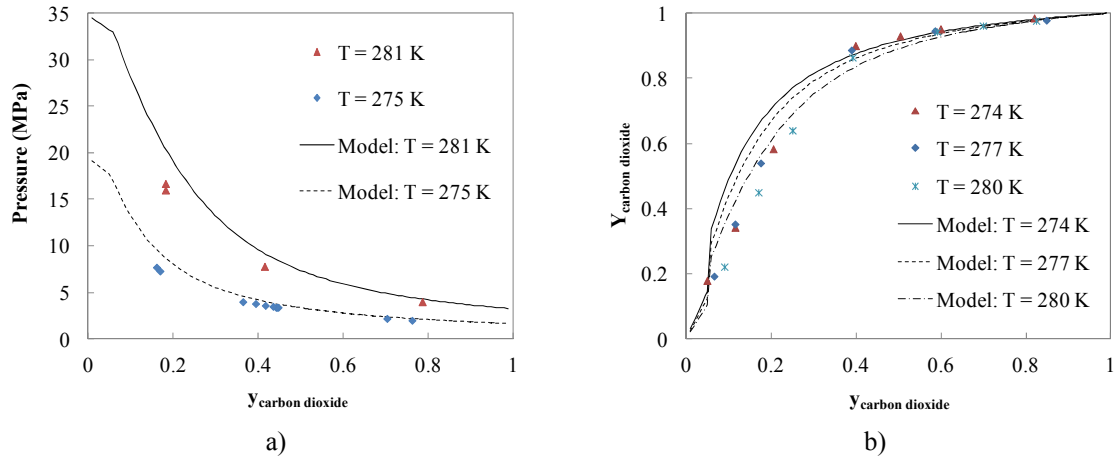 35
30
25
20
15
10
5
0
Pressure (MPa)
T = 281 K
T = 275 K
Model: T = 281 K
Model: T = 275 K
0 0.2 0.4 0.6 0.8 1
y carbon dioxide
a)
1
0.8
0.6
0.4
0.2
0
Y carbon dioxide
T = 274 K
T = 277 K
T = 280 K
Model: T = 274 K
Model: T = 277 K
Model: T = 280 K
0 0.2 0.4 0.6 0.8 1
y carbon dioxide
b)